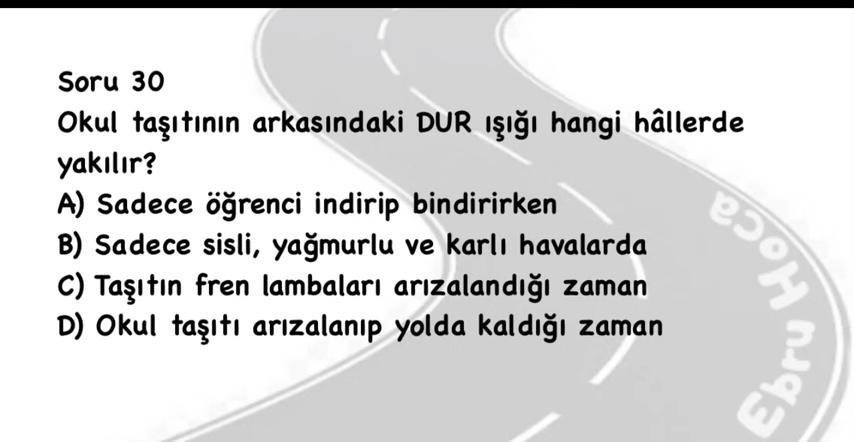 Soru 30
Okul taşıtının arkasındaki DUR ışığı hangi hâllerde
yakılır?
A) Sadece öğrenci indirip bindirirken
B) Sadece sisli, yağmurlu ve karlı havalarda
C) Taşıtın fren lambaları arızalandığı zaman
D) Okul taşıtı arızalanıp yolda kaldığı zaman
Ebru Hoca